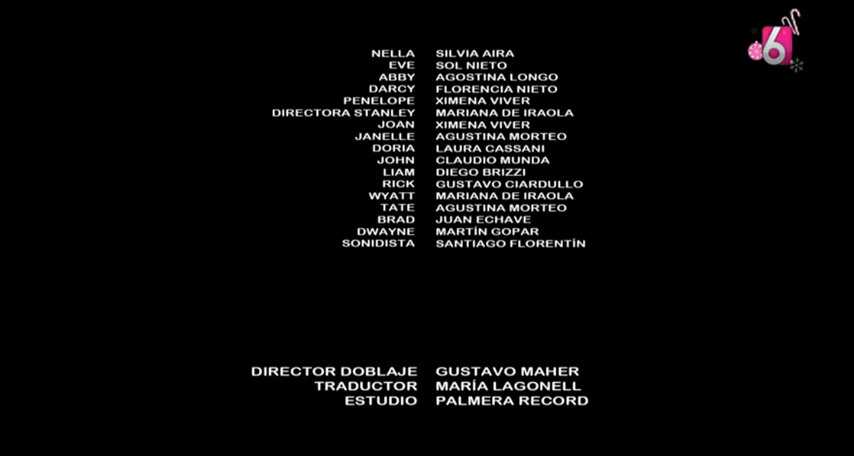 6
NELLA SILVIA AIRA
EVE SOL NIETO
ABBY AGOSTINA LONGO
DARCY FLORENCIA NIETO
PENELOPE XIMENA VIVER
DIRECTORA STANLEY MARIANA DE IRAOLA
JOAN XIMENA VIVER
JANELLE AGUSTINA MORTEO
DORIA LAURA CASSANI
JOHN CLAUDIO MUNDA
LIAM DIEGO BRIZZI
RICK GUSTAVO CIARDULLO
WYATT MARIANA DE IRAOLA
TATE AGUSTINA MORTEO
BRAD JUAN ECHAVE
DWAYNE MARTÍN GOPAR
SONIDISTA SANTIAGO FLORENTÍN
DIRECTOR DOBLAJE GUSTAVO MAHER
TRADUCTOR MARÍA LAGONELL
ESTUDIO PALMERA RECORD